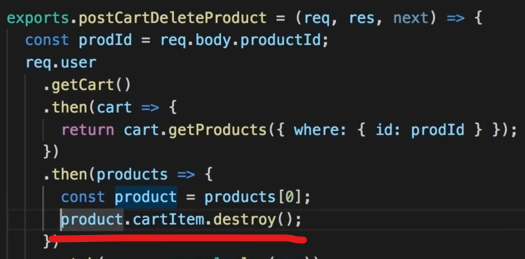 exports.postCartDeleteProduct = (req, res, next) => {
  const prodId = req.body.productId;
  req.user
    .getCart()
    .then(cart => {
      return cart.getProducts({ where: { id: prodId } });
    })
    .then(products => {
      const product = products[0];
      product.cartItem.destroy();
    })